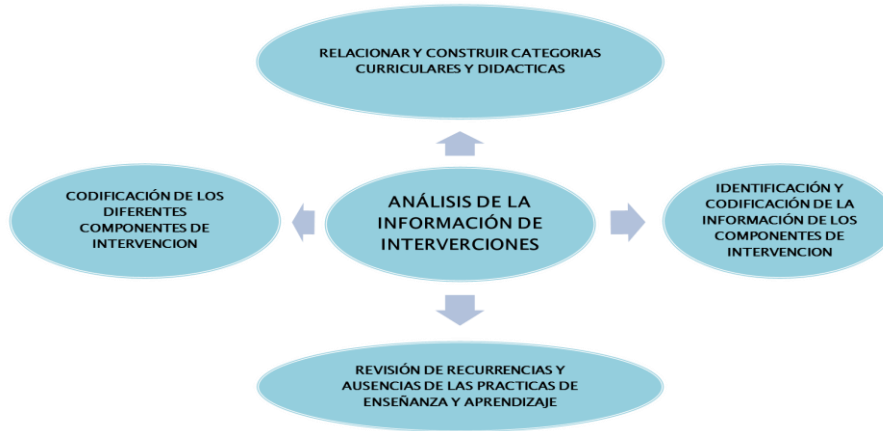 RELACIONAR Y CONSTRUIR CATEGORIAS
CURRICULARES Y DIDACTICAS
CODIFICACIÓN DE LOS
DIFERENTES
COMPONENTES DE
INTERVENCION
ANÁLISIS DE LA
INFORMACIÓN DE
INTERVERCIONES
IDENTIFICACIÓN Y
CODIFICACIÓN DE LA
INFORMACIÓN DE LOS
COMPONENTES DE
INTERVENCION
REVISIÓN DE RECURRENCIAS Y
AUSENCIAS DE LAS PRACTICAS DE
ENSEÑANZA Y APRENDIZAJE